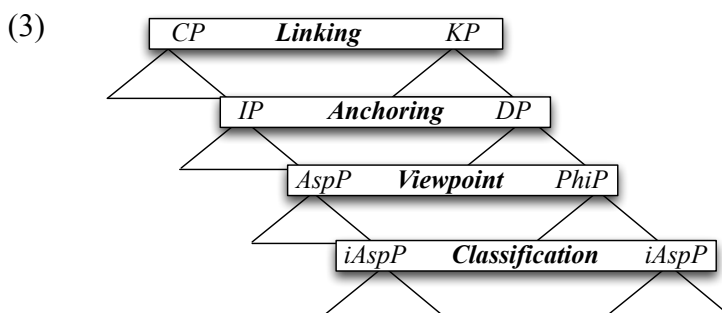 (3)
CP Linking KP
IP Anchoring DP
AspP Viewpoint PhiP
iAspP Classification iAspP